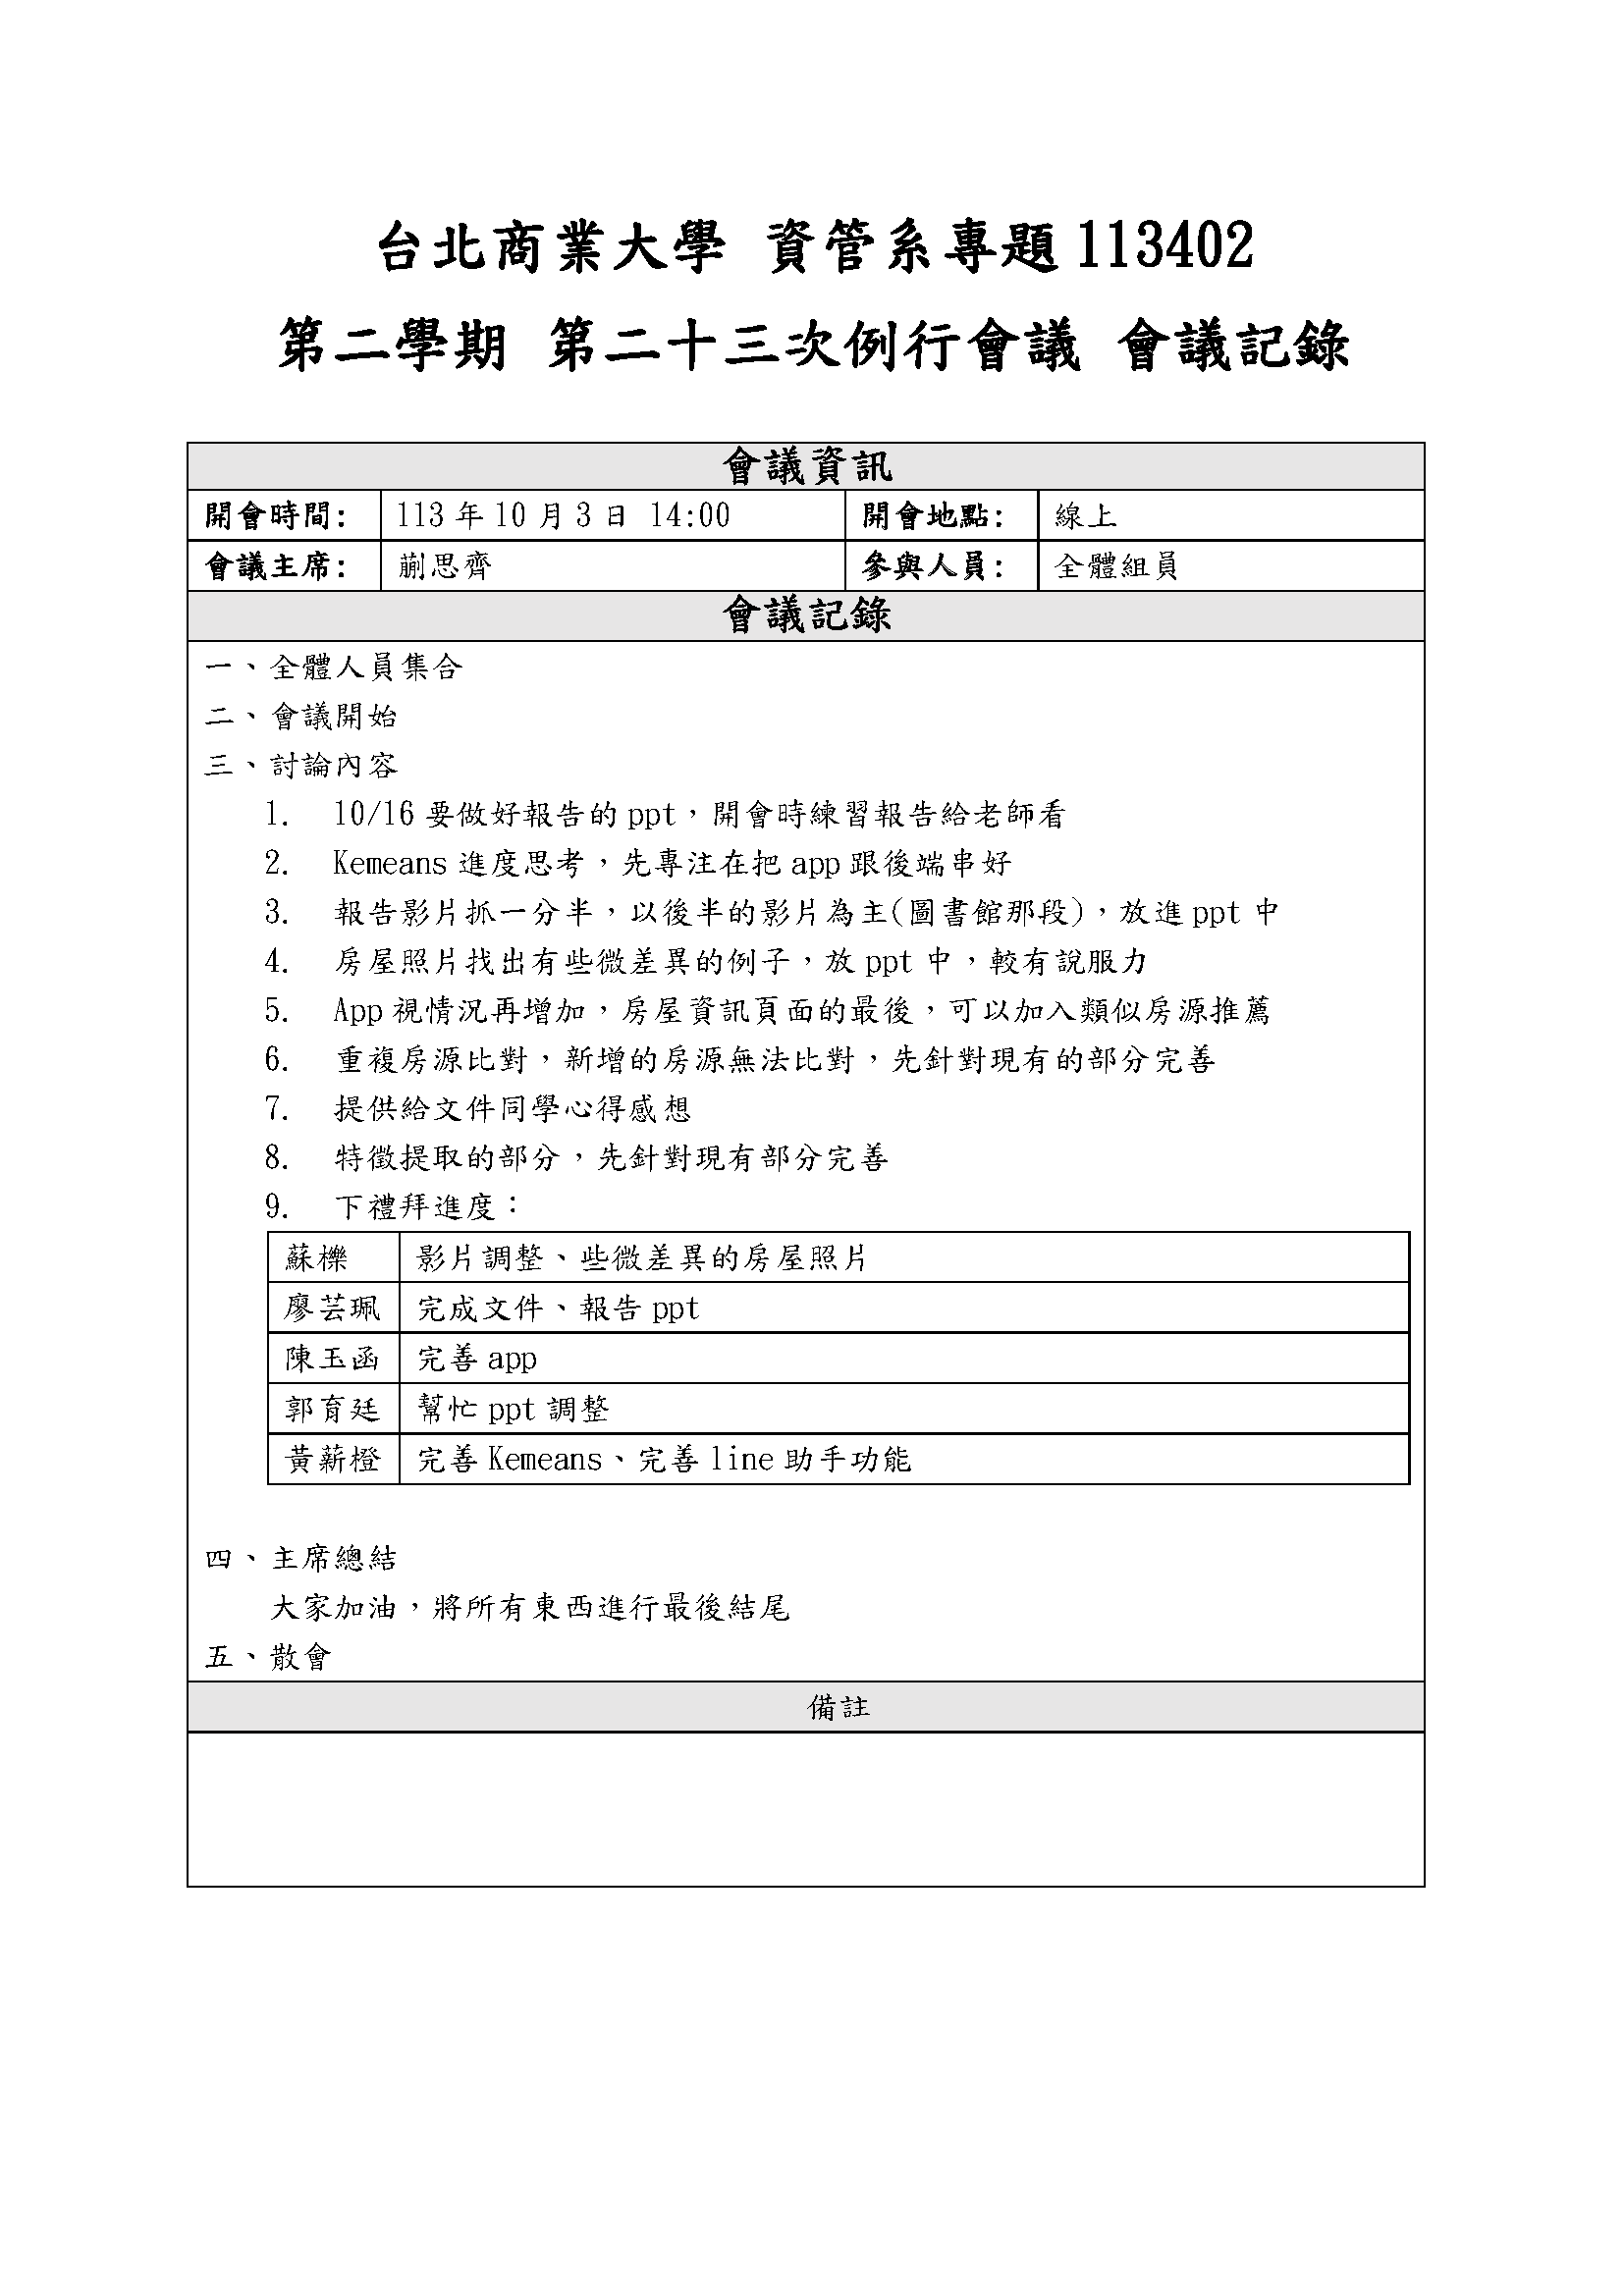 台北商業大學 資管系專題113402
第二學期 第二十三次例行會議 會議記錄
會議資訊
開會時間: 113年10月3日 14:00 開會地點: 線上
會議主席: 蒯思齊 參與人員: 全體組員
會議記錄
一、全體人員集合
二、會議開始
三、討論內容
1. 10/16要做好報告的ppt，開會時練習報告給老師看
2. Kemeans進度思考，先專注在把app跟後端串好
3. 報告影片抓一分半，以後半的影片為主(圖書館那段)，放進ppt中
4. 房屋照片找出有些微差異的例子，放ppt中，較有說服力
5. App視情況再增加，房屋資訊頁面的最後，可以加入類似房源推薦
6. 重複房源比對，新增的房源無法比對，先針對現有的部分完善
7. 提供給文件同學心得感想
8. 特徵提取的部分，先針對現有部分完善
9. 下禮拜進度：
蘇櫟 影片調整、些微差異的房屋照片
廖芸珮 完成文件、報告ppt
陳玉函 完善app
郭育廷 幫忙ppt調整
黃薪橙 完善Kemeans、完善line助手功能
四、主席總結
大家加油，將所有東西進行最後結尾
五、散會
備註